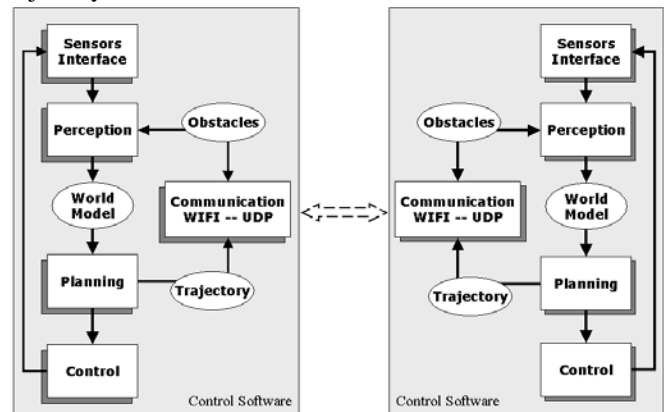 Sensors
Interface
Perception
Obstacles
World
Model
Communication
WIFI -- UDP
Planning
Trajectory
Control
Control Software
Sensors
Interface
Obstacles
Perception
Communication
WIFI -- UDP
World
Model
Planning
Trajectory
Control
Control Software